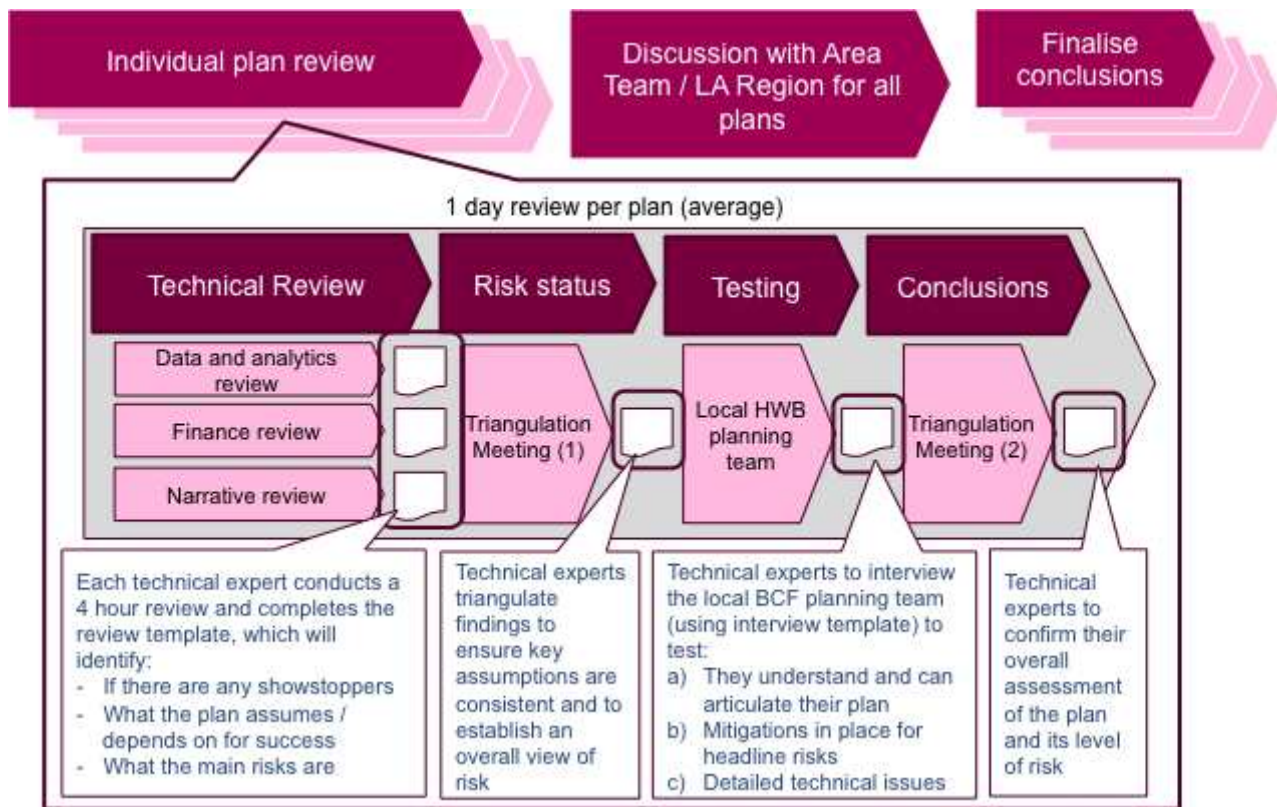 Individual plan review
Discussion with Area
Team / LA Region for all
plans
Finalise
conclusions
1 day review per plan (average)
Technical Review
Risk status
Testing
Conclusions
Data and analytics
review
Finance review
Narrative review
Triangulation
Meeting (1)
Local HWB
planning
team
Triangulation
Meeting (2)
Each technical expert conducts a
4 hour review and completes the
review template, which will
identify:
- If there are any showstoppers
- What the plan assumes /
depends on for success
- What the main risks are
Technical experts
triangulate
findings to
ensure key
assumptions are
consistent and to
establish an
overall view of
risk
Technical experts to interview
the local BCF planning team
(using interview template) to
test:
a) They understand and can
articulate their plan
b) Mitigations in place for
headline risks
c) Detailed technical issues
Technical
experts to
confirm their
overall
assessment
of the plan
and its level
of risk